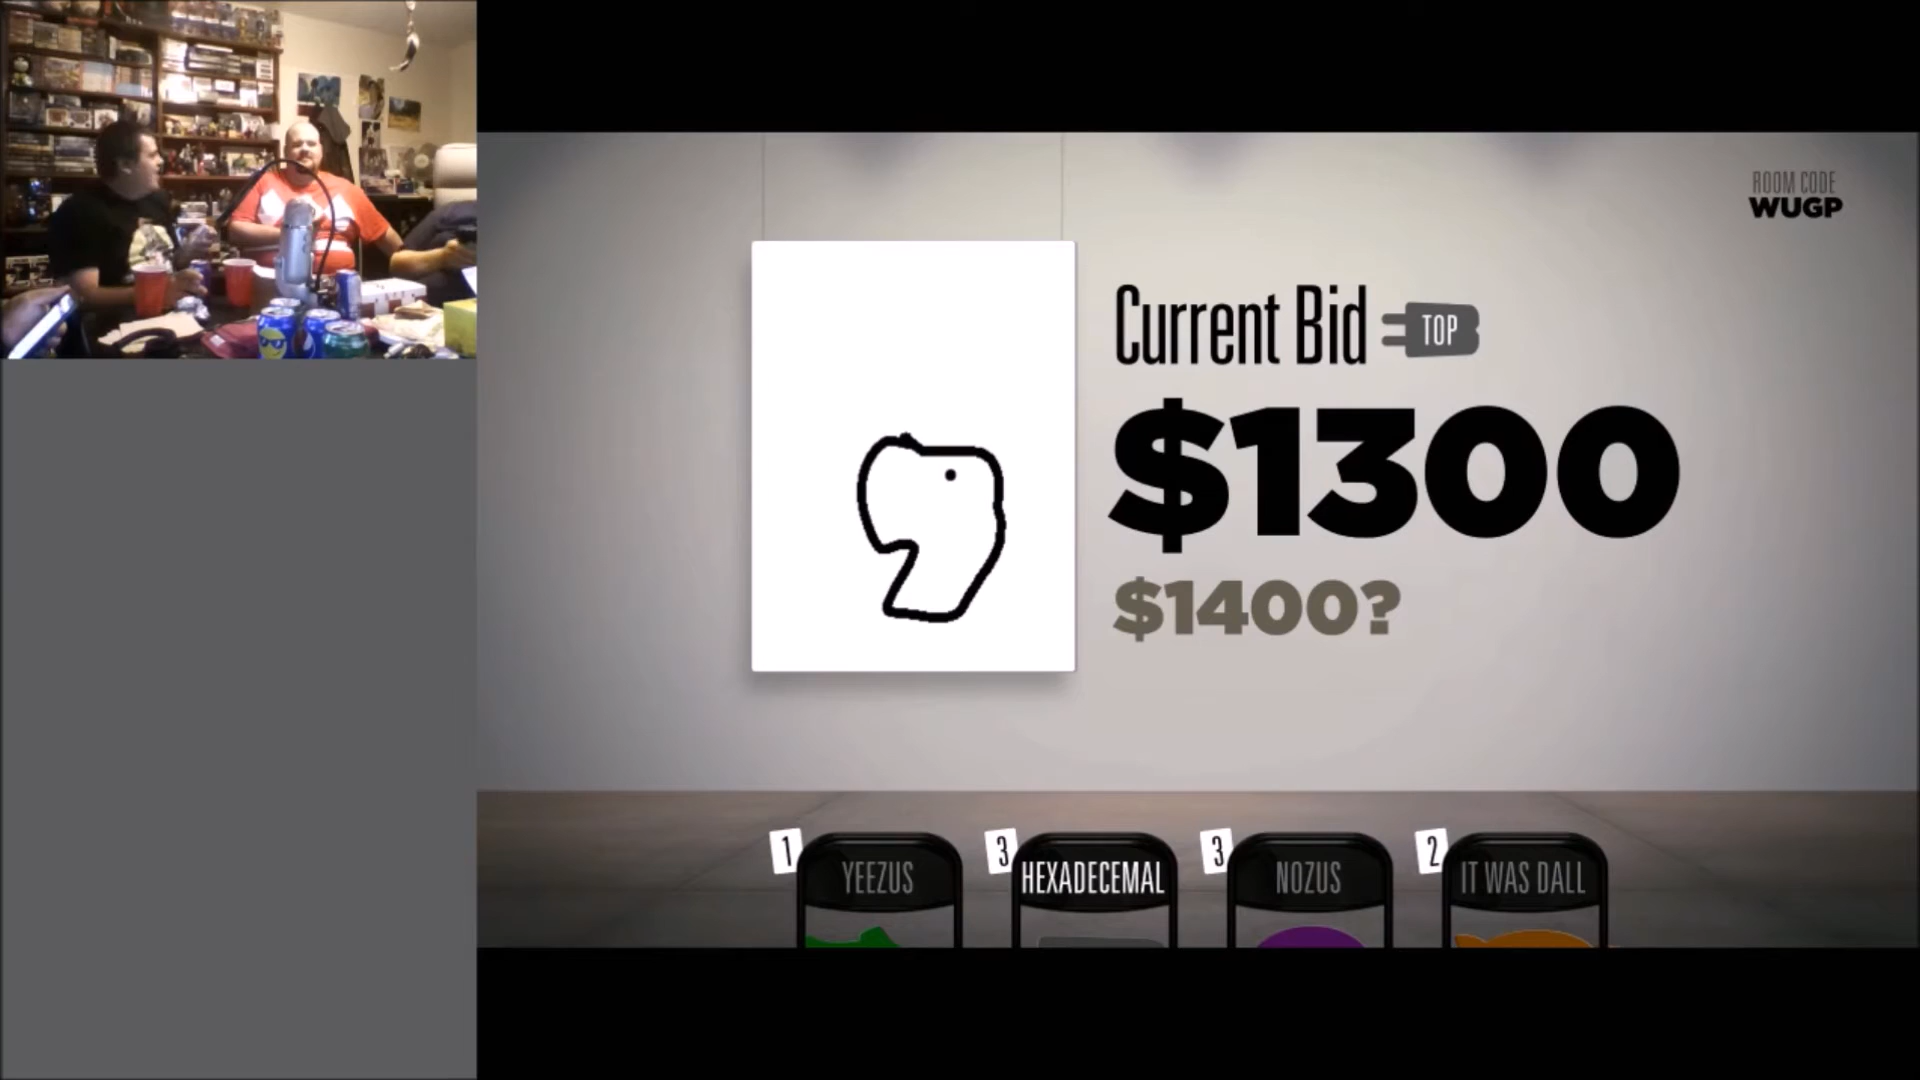 ROOM CODE
WUGP
Current Bid TOP
$1300
$1400?
1 YEEZUS 3 HEXADECEMAL 3 NOZUS 2 IT WAS DALL